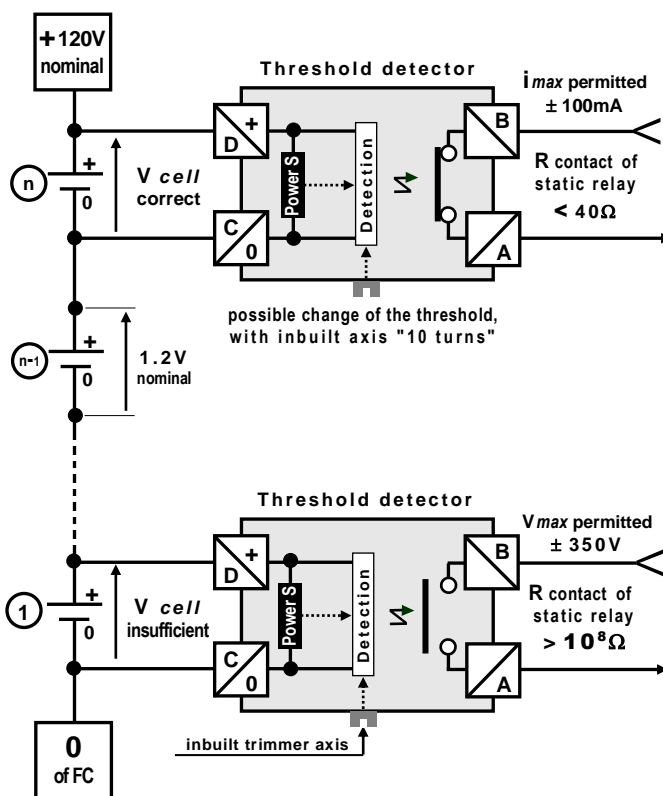 +120V
nominal
Threshold detector
i max permitted
± 100mA
+
D
B
n
+
0
V cell
correct
Power S
Detection
R contact of
static relay
< 40Ω
C
0
A
possible change of the threshold,
with inbuilt axis "10 turns"
n-1
+
0
1.2V
nominal
Threshold detector
V max permitted
± 350V
+
D
B
1
+
0
V cell
insufficient
Power S
Detection
R contact of
static relay
> 10⁸Ω
C
0
A
inbuilt trimmer axis
0
of FC